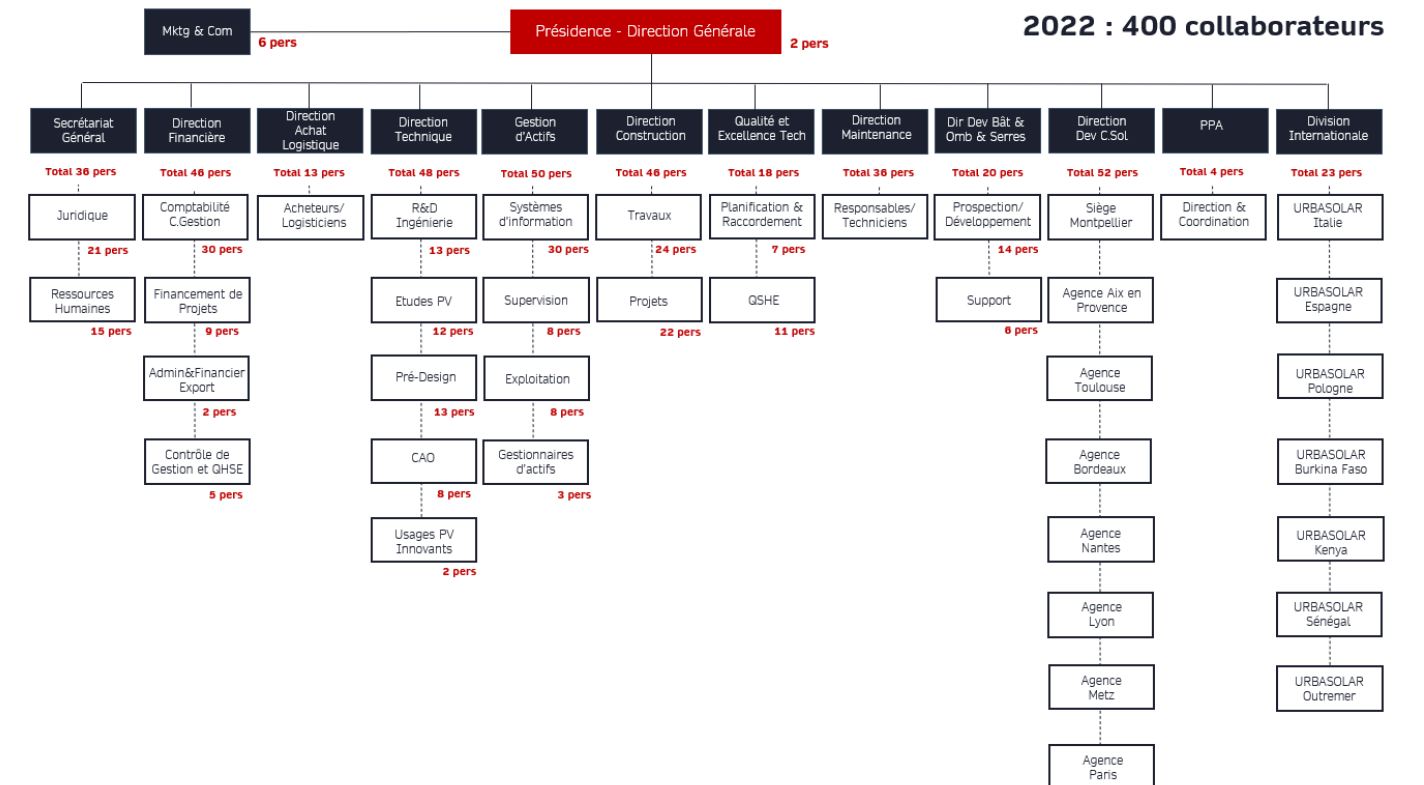 Mktg & Com
6 pers
Présidence - Direction Générale
2 pers
2022 : 400 collaborateurs
Secrétariat
Général
Total 36 pers
Juridique
21 pers
Ressources
Humaines
15 pers
Direction
Financière
Total 46 pers
Comptabilité
C.Gestion
30 pers
Financement de
Projets
9 pers
Admin&Financier
Export
2 pers
Contrôle de
Gestion et QHSE
5 pers
Direction
Achat
Logistique
Total 13 pers
Acheteurs/
Logisticiens
Direction
Technique
Total 48 pers
R&D
Ingénierie
13 pers
Etudes PV
12 pers
Pré-Design
13 pers
CAO
8 pers
Usages PV
Innovants
2 pers
Gestion
d'Actifs
Total 50 pers
Systèmes
d'information
30 pers
Supervision
8 pers
Exploitation
8 pers
Gestionnaires
d'actifs
3 pers
Direction
Construction
Total 46 pers
Travaux
24 pers
Projets
22 pers
Qualité et
Excellence Tech
Total 18 pers
Planification &
Raccordement
7 pers
QSHE
11 pers
Direction
Maintenance
Total 36 pers
Responsables/
Techniciens
Dir Dev Bât &
Omb & Serres
Total 20 pers
Prospection/
Développement
14 pers
Support
6 pers
Direction
Dev C.Sol
Total 52 pers
Siège
Montpellier
Agence Aix en
Provence
Agence
Toulouse
Agence
Bordeaux
Agence
Nantes
Agence
Lyon
Agence
Metz
Agence
Paris
PPA
Total 4 pers
Direction &
Coordination
Division
Internationale
Total 23 pers
URBASOLAR
Italie
URBASOLAR
Espagne
URBASOLAR
Pologne
URBASOLAR
Burkina Faso
URBASOLAR
Kenya
URBASOLAR
Sénégal
URBASOLAR
Outremer